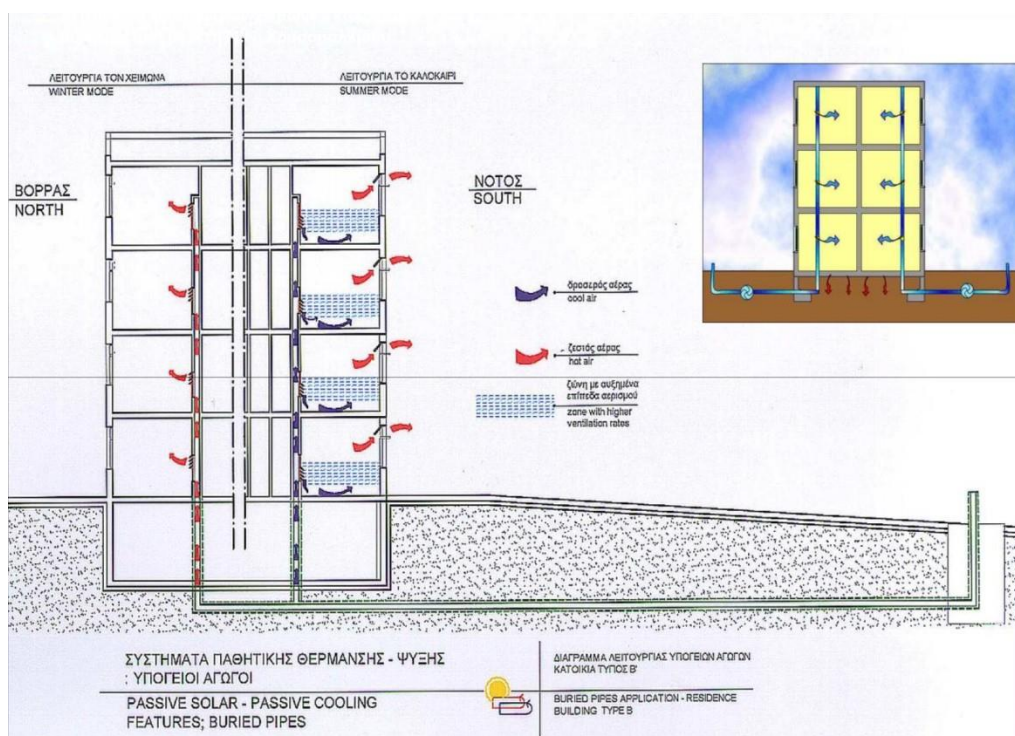 ΛΕΙΤΟΥΡΓΙΑ ΤΟΝ ΧΕΙΜΩΝΑ
WINTER MODE
ΛΕΙΤΟΥΡΓΙΑ ΤΟ ΚΑΛΟΚΑΙΡΙ
SUMMER MODE
ΒΟΡΡΑΣ
NORTH
ΝΟΤΟΣ
SOUTH
δροσερός αέρας
cool air
ζεστός αέρας
hot air
ζώνη με αυξημένα
επίπεδα αερισμού
zone with higher
ventilation rates
ΣΥΣΤΗΜΑΤΑ ΠΑΘΗΤΙΚΗΣ ΘΕΡΜΑΝΣΗΣ - ΨΥΞΗΣ
: ΥΠΟΓΕΙΟΙ ΑΓΩΓΟΙ
PASSIVE SOLAR - PASSIVE COOLING
FEATURES; BURIED PIPES
ΔΙΑΓΡΑΜΜΑ ΛΕΙΤΟΥΡΓΙΑΣ ΥΠΟΓΕΙΩΝ ΑΓΩΓΩΝ
ΚΑΤΟΙΚΙΑ ΤΥΠΟΣ Β'
BURIED PIPES APPLICATION - RESIDENCE
BUILDING TYPE B